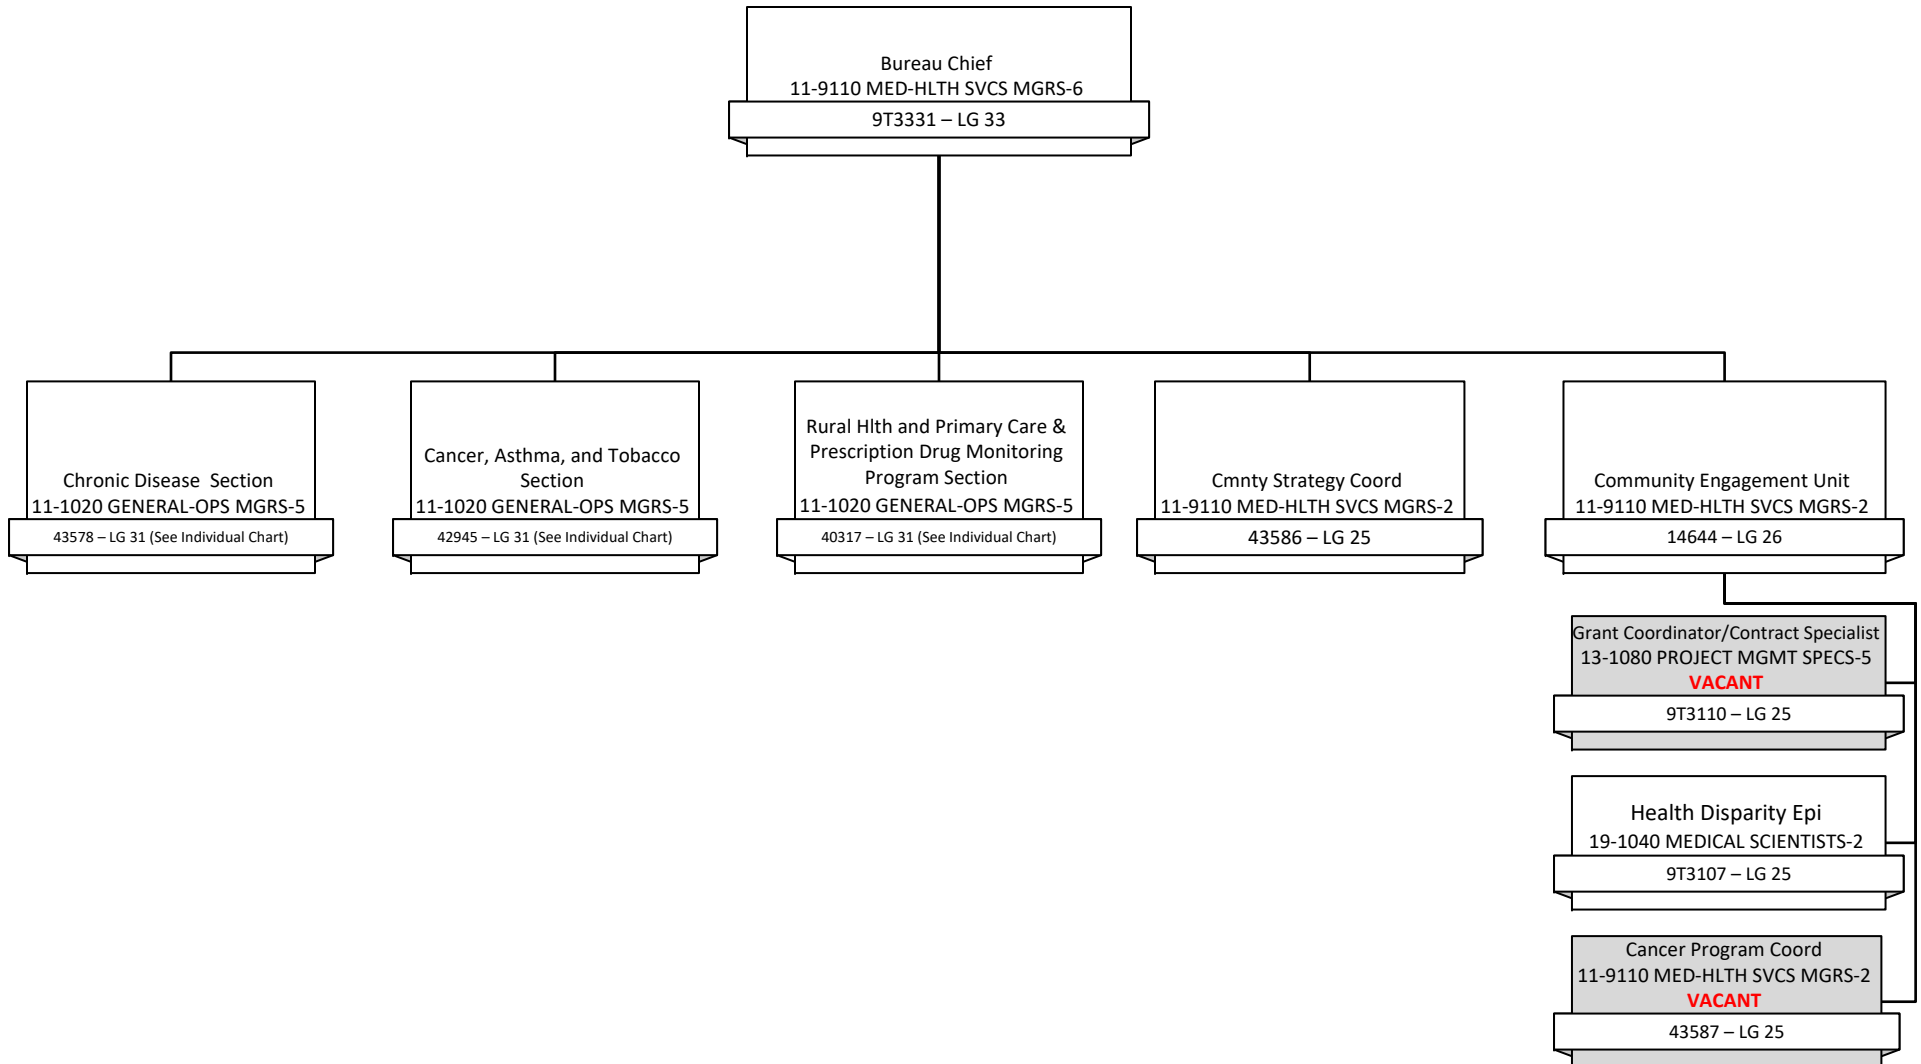 Bureau Chief
11-9110 MED-HLTH SVCS MGRS-6
9T3331 – LG 33
Chronic Disease  Section
11-1020 GENERAL-OPS MGRS-5
43578 – LG 31 (See Individual Chart)
Cancer, Asthma, and Tobacco
Section
11-1020 GENERAL-OPS MGRS-5
42945 – LG 31 (See Individual Chart)
Rural Hlth and Primary Care &
Prescription Drug Monitoring
Program Section
11-1020 GENERAL-OPS MGRS-5
40317 – LG 31 (See Individual Chart)
Cmnty Strategy Coord
11-9110 MED-HLTH SVCS MGRS-2
43586 – LG 25
Community Engagement Unit
11-9110 MED-HLTH SVCS MGRS-2
14644 – LG 26
Grant Coordinator/Contract Specialist
13-1080 PROJECT MGMT SPECS-5
VACANT
9T3110 – LG 25
Health Disparity Epi
19-1040 MEDICAL SCIENTISTS-2
9T3107 – LG 25
Cancer Program Coord
11-9110 MED-HLTH SVCS MGRS-2
VACANT
43587 – LG 25